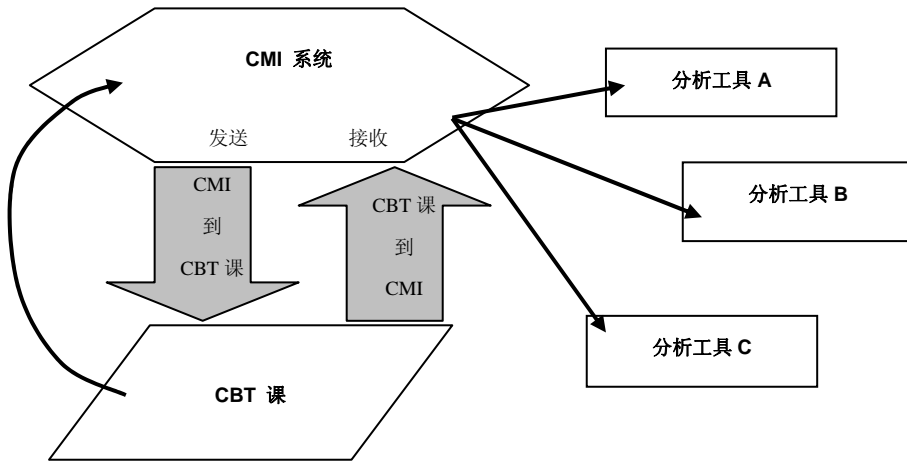 CMI 系统
分析工具 A
发送 接收
CMI
到
CBT 课
CBT 课
到
CMI
分析工具 B
分析工具 C
CBT 课